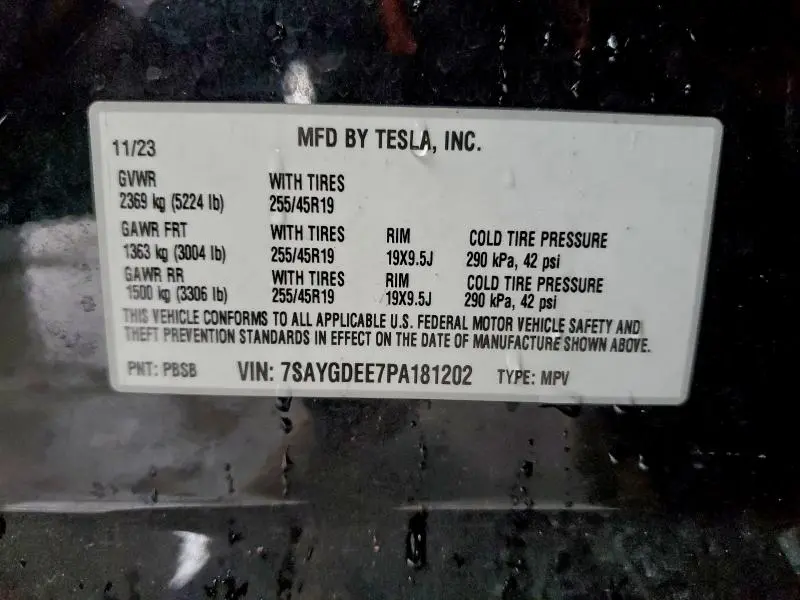 MFD BY TESLA, INC.
11/23
GVWR WITH TIRES
2369 kg (5224 lb) 255/45R19
GAWR FRT WITH TIRES RIM COLD TIRE PRESSURE
1363 kg (3004 lb) 255/45R19 19X9.5J 290 kPa, 42 psi
GAWR RR WITH TIRES RIM COLD TIRE PRESSURE
1500 kg (3306 lb) 255/45R19 19X9.5J 290 kPa, 42 psi
THIS VEHICLE CONFORMS TO ALL APPLICABLE U.S. FEDERAL MOTOR VEHICLE SAFETY AND
THEFT PREVENTION STANDARDS IN EFFECT ON THE DATE OF MANUFACTURE SHOWN ABOVE.
PNT: PBSB VIN: 7SAYGDEE7PA181202 TYPE: MPV